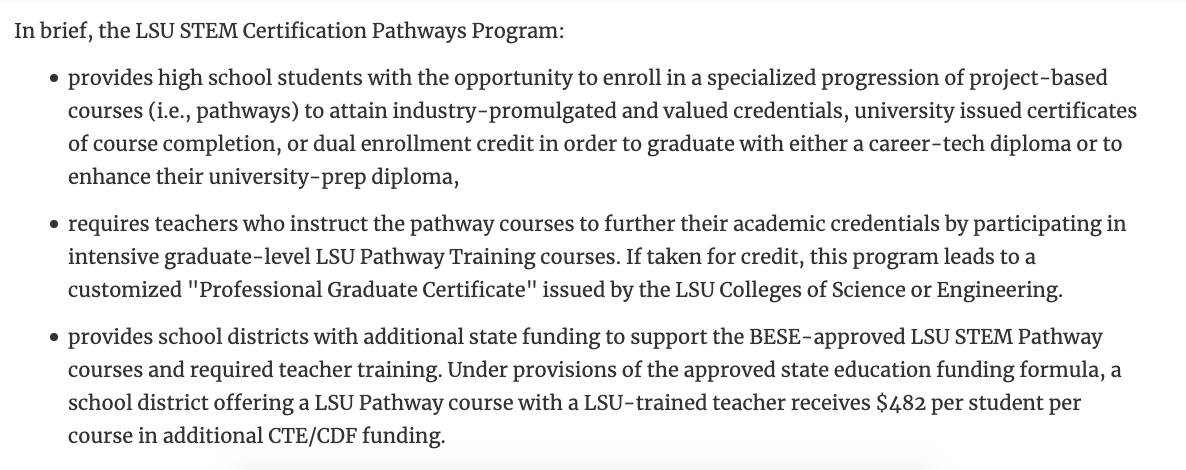 In brief, the LSU STEM Certification Pathways Program:
• provides high school students with the opportunity to enroll in a specialized progression of project-based
courses (i.e., pathways) to attain industry-promulgated and valued credentials, university issued certificates
of course completion, or dual enrollment credit in order to graduate with either a career-tech diploma or to
enhance their university-prep diploma,
• requires teachers who instruct the pathway courses to further their academic credentials by participating in
intensive graduate-level LSU Pathway Training courses. If taken for credit, this program leads to a
customized "Professional Graduate Certificate" issued by the LSU Colleges of Science or Engineering.
• provides school districts with additional state funding to support the BESE-approved LSU STEM Pathway
courses and required teacher training. Under provisions of the approved state education funding formula, a
school district offering a LSU Pathway course with a LSU-trained teacher receives $482 per student per
course in additional CTE/CDF funding.